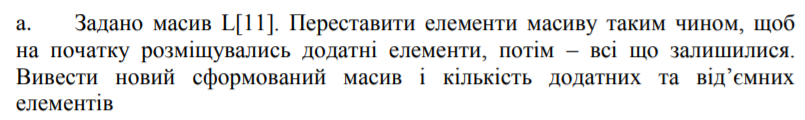 а. Задано масив L[11]. Переставити елементи масиву таким чином, щоб
на початку розміщувались додатні елементи, потім – всі що залишилися.
Вивести новий сформований масив і кількість додатних та від’ємних
елементів